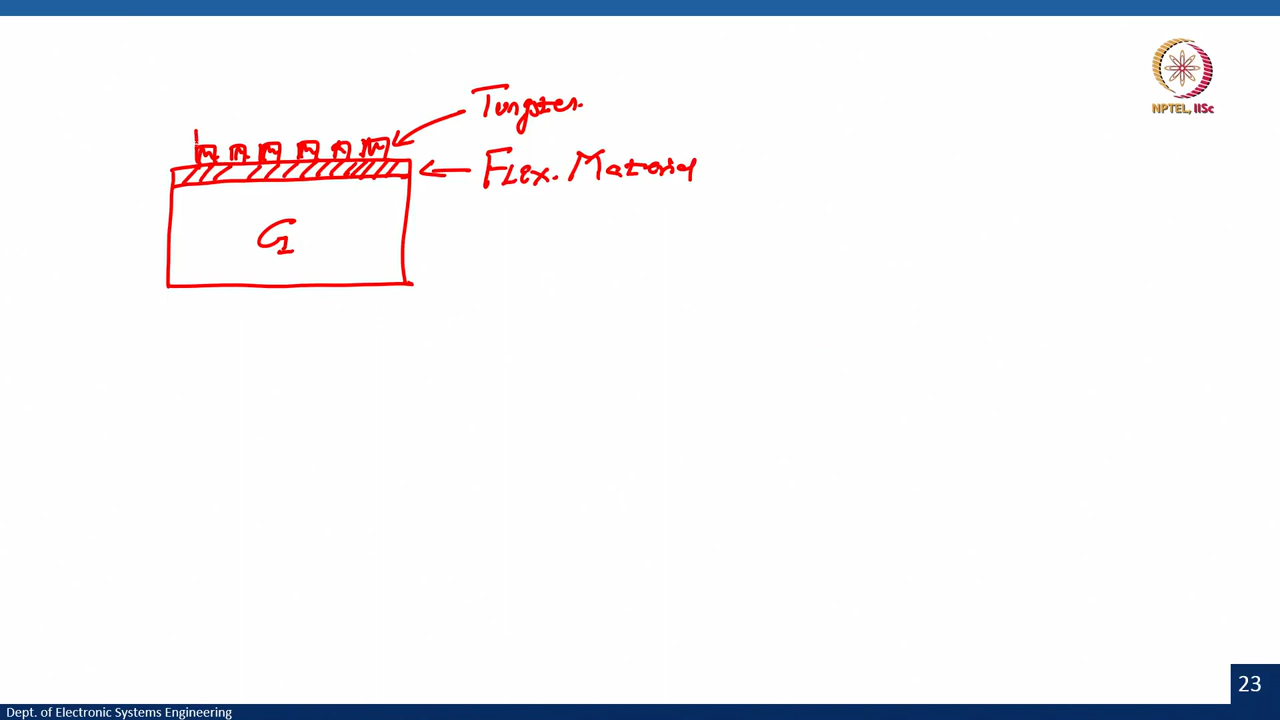 NPTEL, IISc
Tungsten
Flex. Material
G
23
Dept. of Electronic Systems Engineering